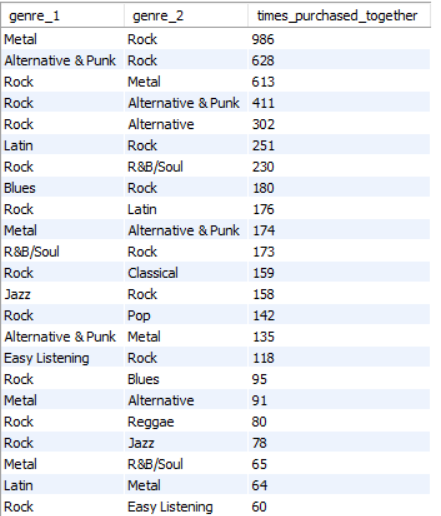 genre_1 genre_2 times_purchased_together
Metal Rock 986
Alternative & Punk Rock 628
Rock Metal 613
Rock Alternative & Punk 411
Rock Alternative 302
Latin Rock 251
Rock R&B/Soul 230
Blues Rock 180
Rock Latin 176
Metal Alternative & Punk 174
R&B/Soul Rock 173
Rock Classical 159
Jazz Rock 158
Rock Pop 142
Alternative & Punk Metal 135
Easy Listening Rock 118
Rock Blues 95
Metal Alternative 91
Rock Reggae 80
Rock Jazz 78
Metal R&B/Soul 65
Latin Metal 64
Rock Easy Listening 60